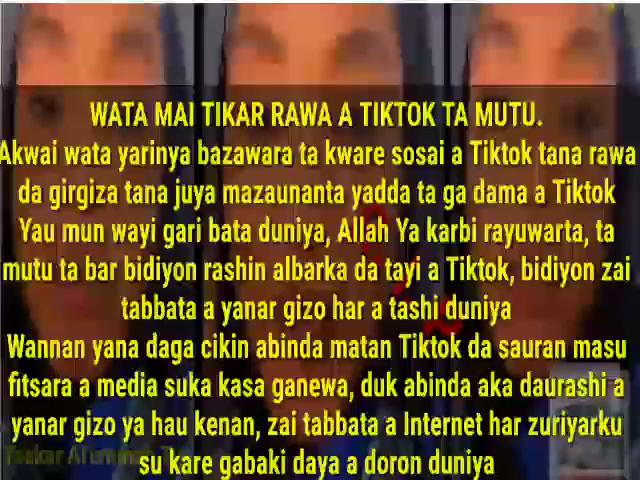 WATA MAI TIKAR RAWA A TIKTOK TA MUTU.
Akwai wata yarinya bazawara ta kware sosai a Tiktok tana rawa
da girgiza tana juya mazaunanta yadda ta ga dama a Tiktok
Yau mun wayi gari bata duniya, Allah Ya karbi rayuwarta, ta
mutu ta bar bidiyon rashin albarka da tayi a Tiktok, bidiyon zai
tabbata a yanar gizo har a tashi duniya
Wannan yana daga cikin abinda matan Tiktok da sauran masu
fitsara a media suka kasa ganewa, duk abinda aka daurashi a
yanar gizo ya hau kenan, zai tabbata a Internet har zuriyarku
su kare gabaki daya a doron duniya